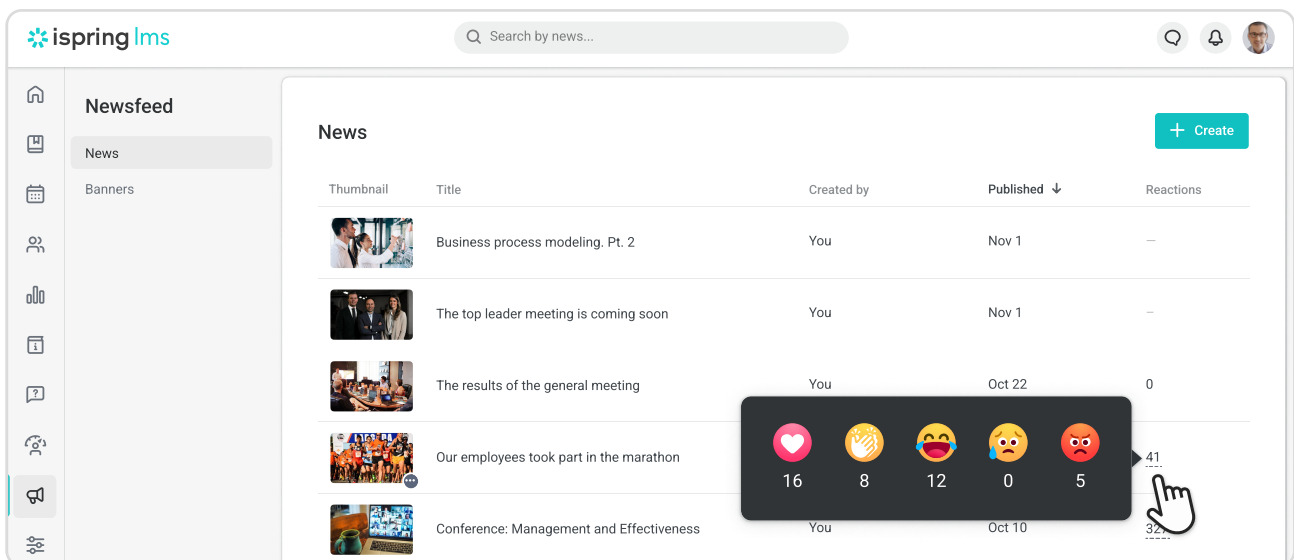 ispring lms
Search by news...
Newsfeed
News
Banners
News
Create
Thumbnail Title Created by Published Reactions
Business process modeling. Pt. 2 You Nov 1 –
The top leader meeting is coming soon You Nov 1 –
The results of the general meeting You Oct 22 0
Our employees took part in the marathon 41
16 8 12 0 5
Conference: Management and Effectiveness You Oct 10